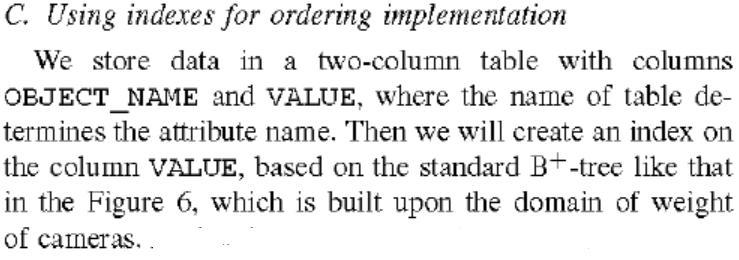 C. Using indexes for ordering implementation
We store data in a two-column table with columns
OBJECT_NAME and VALUE, where the name of table de-
termines the attribute name. Then we will create an index on
the column VALUE, based on the standard B+-tree like that
in the Figure 6, which is built upon the domain of weight
of cameras.